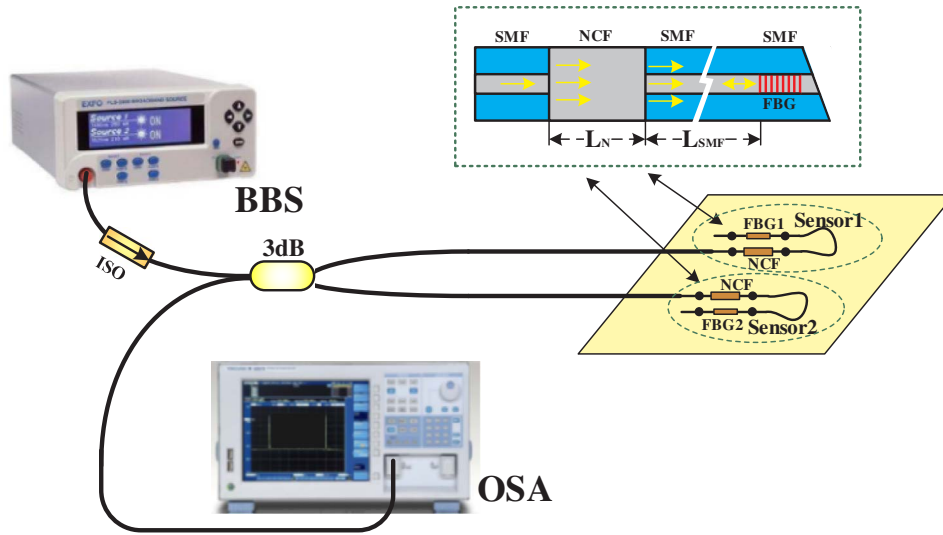 SMF NCF SMF SMF
FBG
L_N L_SMF
EXFO
Source 1
ON
Source 2
ON
BBS
ISO
3dB
FBG1 Sensor1
NCF
NCF
FBG2 Sensor2
OSA